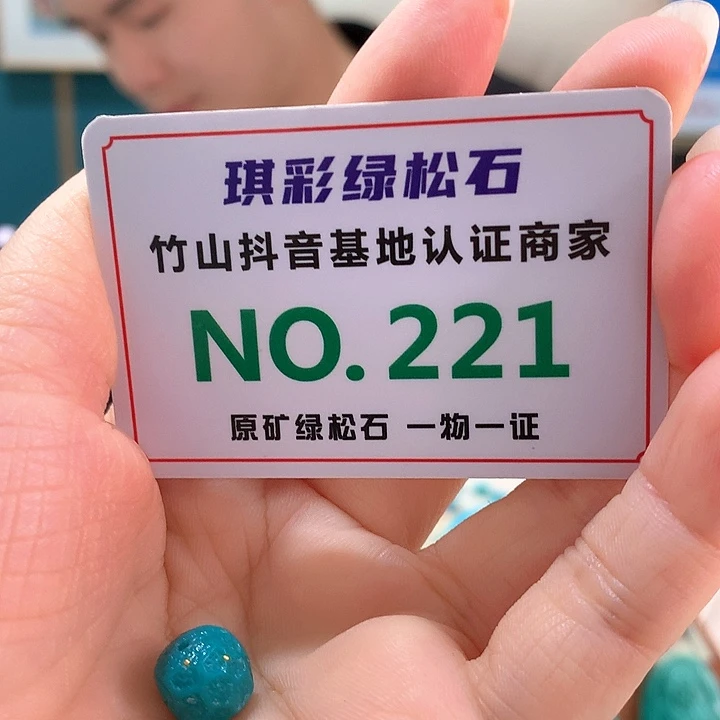 琪彩绿松石
竹山抖音基地认证商家
NO.221
原矿绿松石 一物一证